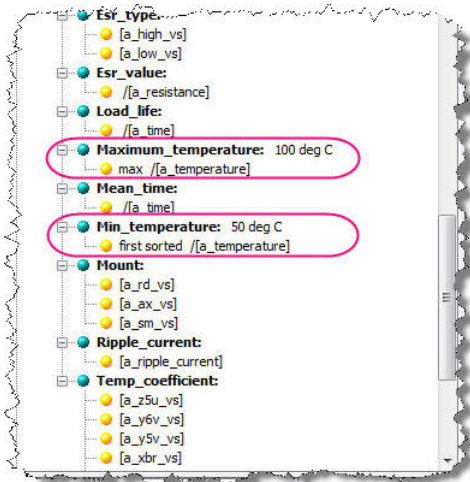 Esr_type:
[a_high_vs]
[a_low_vs]
Esr_value:
/[a_resistance]
Load_life:
/[a_time]
Maximum_temperature: 100 deg C
max /[a_temperature]
Mean_time:
/[a_time]
Min_temperature: 50 deg C
first sorted /[a_temperature]
Mount:
[a_rd_vs]
[a_ax_vs]
[a_sm_vs]
Ripple_current:
[a_ripple_current]
Temp_coefficient:
[a_z5u_vs]
[a_y6v_vs]
[a_y5v_vs]
[a_xbr_vs]